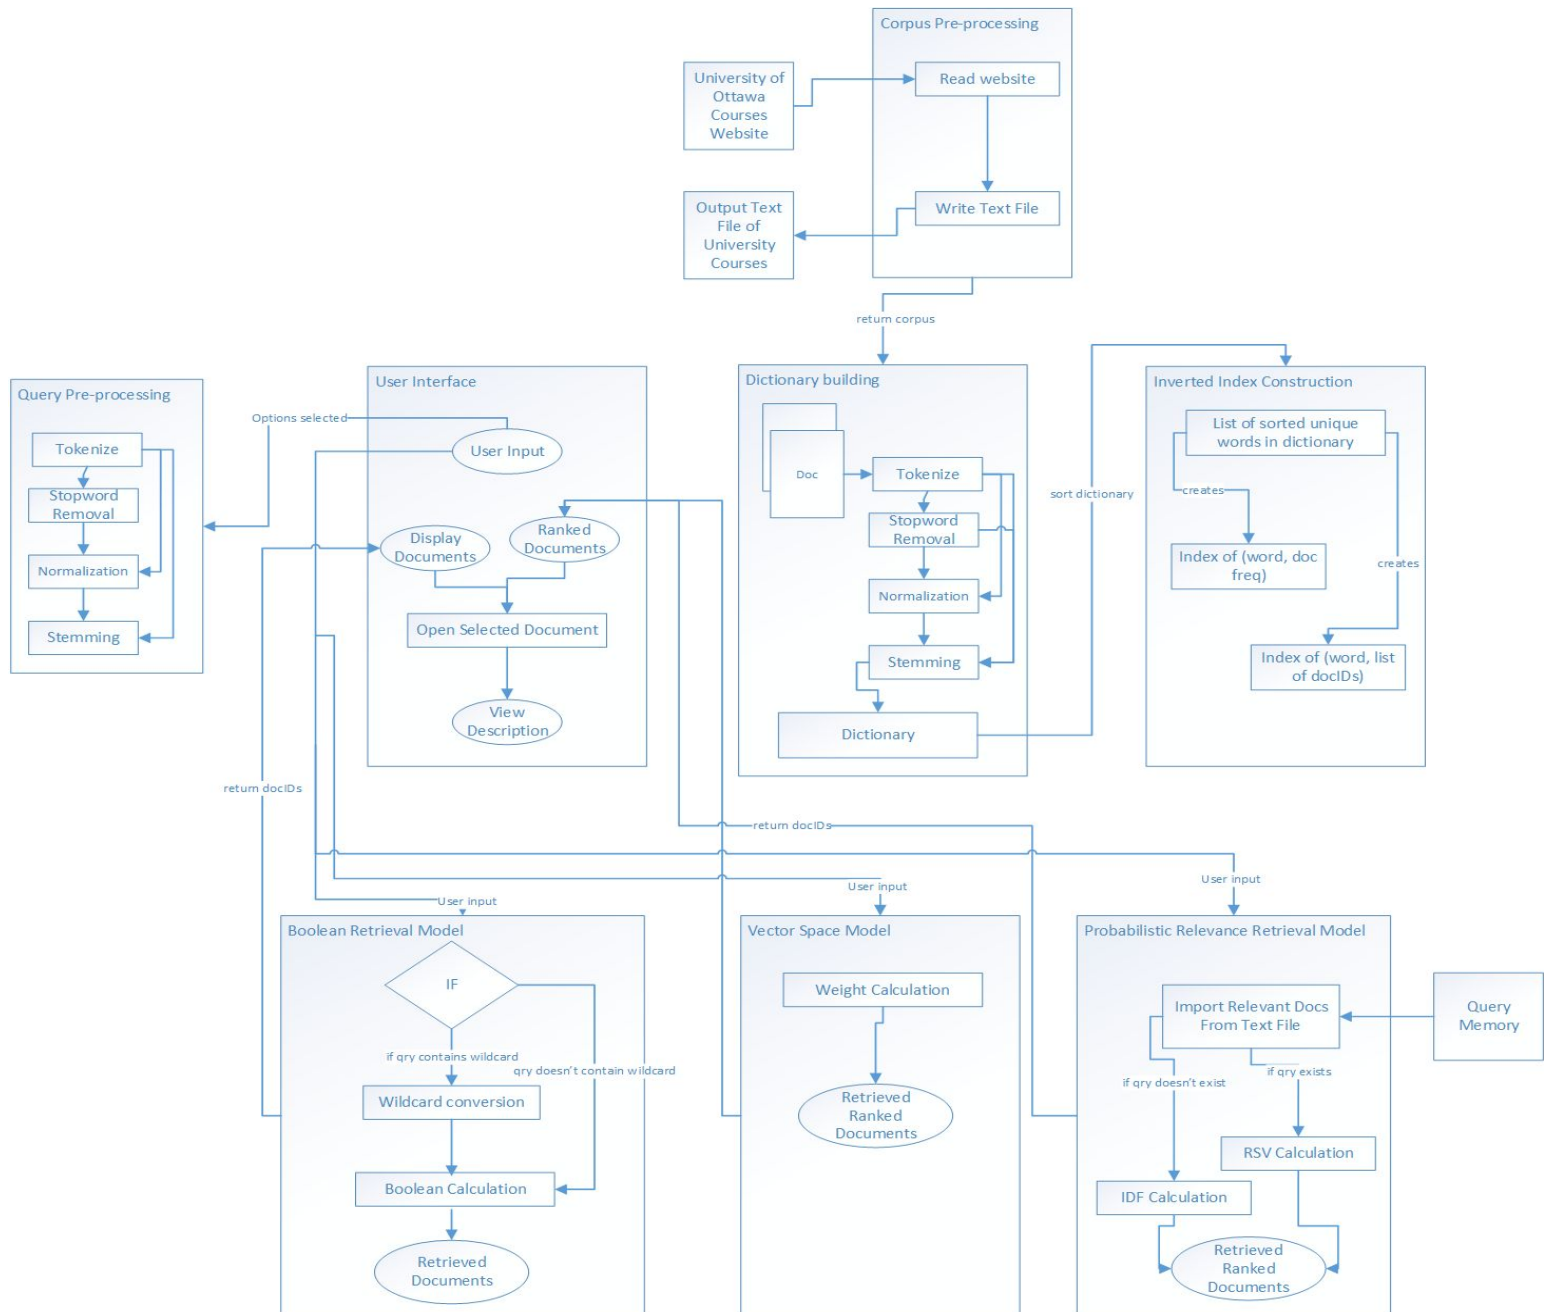 Corpus Pre-processing
University of
Ottawa
Courses
Website
Read website
Output Text
File of
University
Courses
Write Text File
return corpus
Query Pre-processing
Tokenize
Stopword
Removal
Normalization
Stemming
Options selected
User Interface
User Input
Display
Documents
Ranked
Documents
Open Selected Document
View
Description
Dictionary building
Doc
Tokenize
Stopword
Removal
Normalization
Stemming
Dictionary
sort dictionary
Inverted Index Construction
List of sorted unique
words in dictionary
creates
Index of (word, doc
freq)
creates
Index of (word, list
of docIDs)
return docIDs
return docIDs
User input
User input
User input
Boolean Retrieval Model
IF
if qry contains wildcard
qry doesn't contain wildcard
Wildcard conversion
Boolean Calculation
Retrieved
Documents
Vector Space Model
Weight Calculation
Retrieved
Ranked
Documents
Probabilistic Relevance Retrieval Model
Import Relevant Docs
From Text File
Query
Memory
if qry doesn't exist
if qry exists
RSV Calculation
IDF Calculation
Retrieved
Ranked
Documents